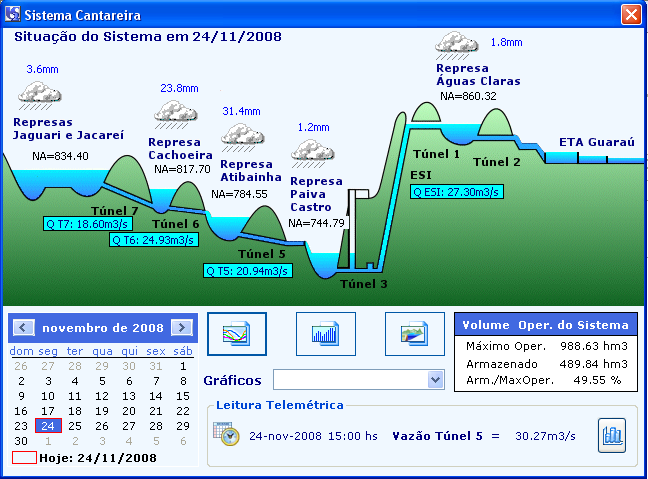 Sistema Cantareira
Situação do Sistema em 24/11/2008
3.6mm
Represas
Jaguari e Jacareí
NA=834.40
23.8mm
Represa
Cachoeira
NA=817.70
31.4mm
Represa
Atibainha
NA=784.55
1.2mm
Represa
Paiva
Castro
NA=744.79
1.8mm
Represa
Águas Claras
NA=860.32
ETA Guaraú
Túnel 1
Túnel 2
ESI
Q ESI: 27.30m3/s
Túnel 7
Q T7: 18.60m3/s
Túnel 6
Q T6: 24.93m3/s
Túnel 5
Q T5: 20.94m3/s
Túnel 3
novembro de 2008
dom seg ter qua qui sex sáb
26 27 28 29 30 31 1
2 3 4 5 6 7 8
9 10 11 12 13 14 15
16 17 18 19 20 21 22
23 24 25 26 27 28 29
30 1 2 3 4 5 6
Hoje: 24/11/2008
Gráficos
Volume Oper. do Sistema
Máximo Oper. 988.63 hm3
Armazenado 489.84 hm3
Arm./MaxOper. 49.55 %
Leitura Telemétrica
24-nov-2008 15:00 hs Vazão Túnel 5 = 30.27m3/s